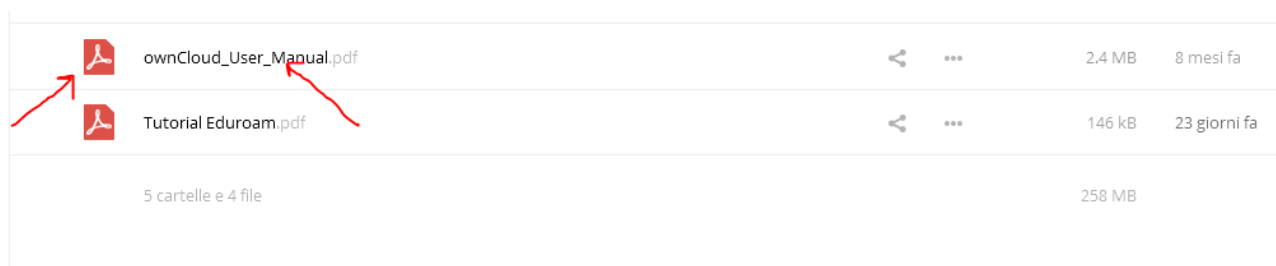 ownCloud_User_Manual.pdf 2.4 MB 8 mesi fa
Tutorial Eduroam.pdf 146 kB 23 giorni fa
5 cartelle e 4 file 258 MB